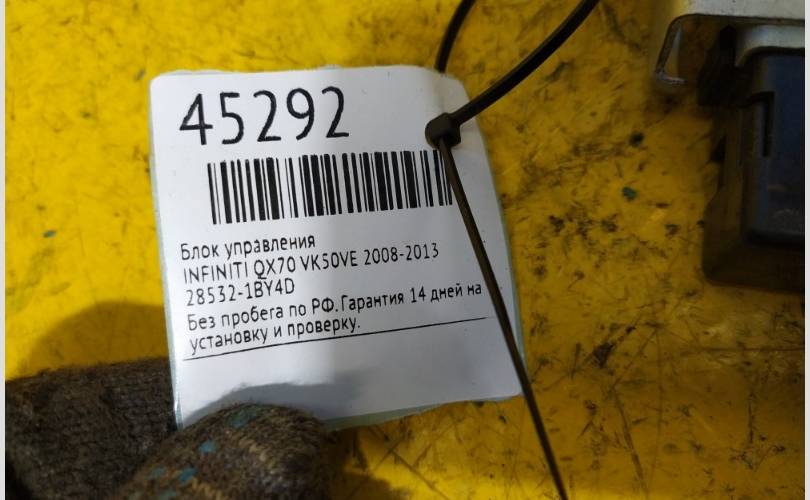 45292
Блок управления
INFINITI QX70 VK50VE 2008-2013
28532-1BY4D
Без пробега по РФ. Гарантия 14 дней на
установку и проверку.